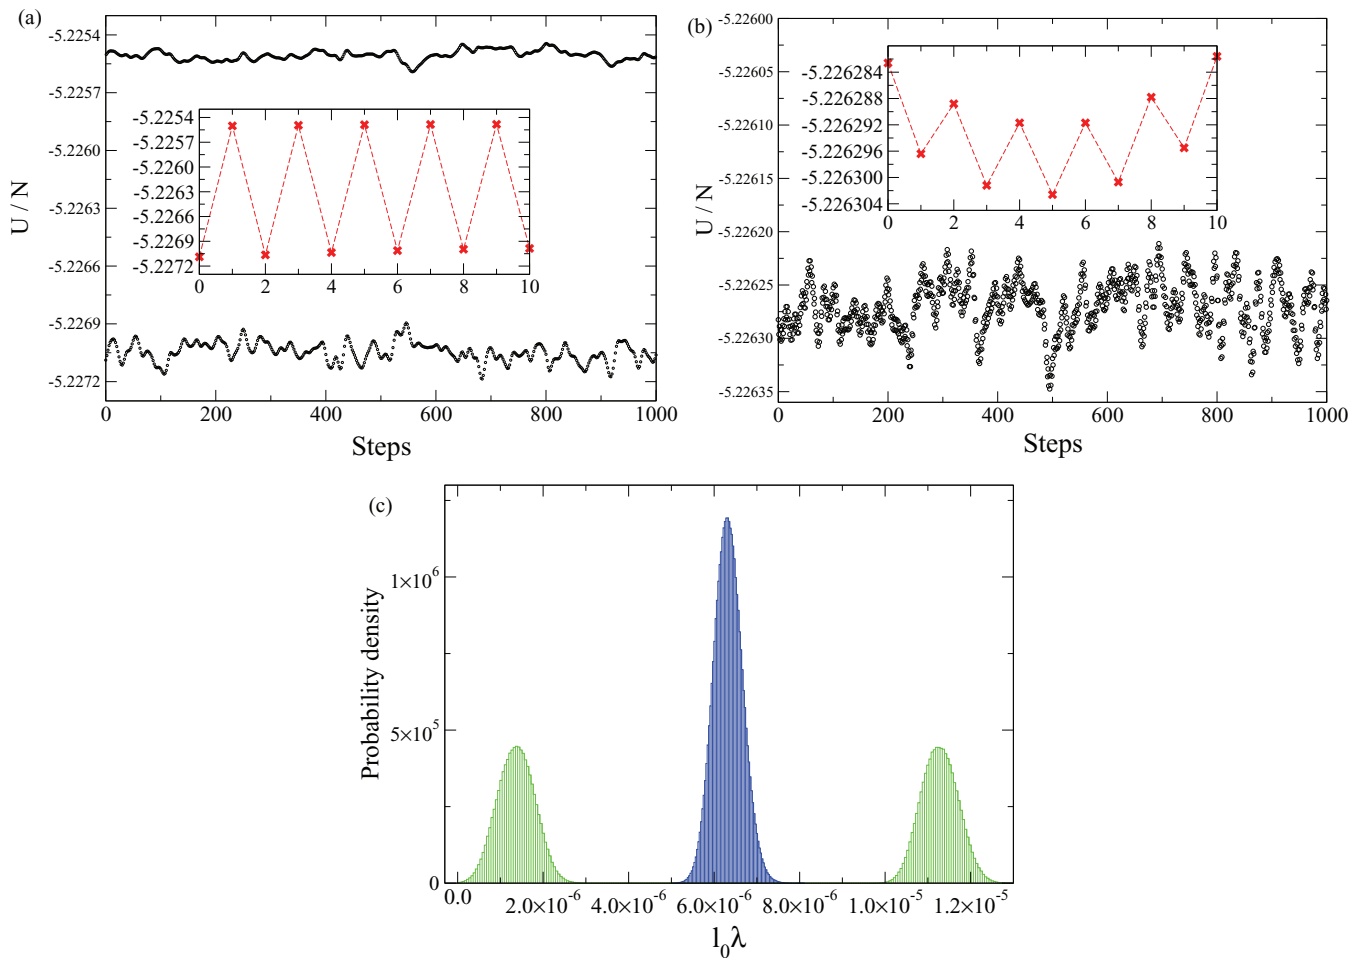 (a)
U / N
-5.2254
-5.2257
-5.2260
-5.2263
-5.2266
-5.2269
-5.2272
0 200 400 600 800 1000
Steps
-5.2254
-5.2257
-5.2260
-5.2263
-5.2266
-5.2269
-5.2272
0 2 4 6 8 10
(b)
U / N
-5.22600
-5.22605
-5.22610
-5.22615
-5.22620
-5.22625
-5.22630
-5.22635
0 200 400 600 800 1000
Steps
-5.226284
-5.226288
-5.226292
-5.226296
-5.226300
-5.226304
0 2 4 6 8 10
(c)
Probability density
1×10⁶
5×10⁵
0
0.0 2.0×10⁻⁶ 4.0×10⁻⁶ 6.0×10⁻⁶ 8.0×10⁻⁶ 1.0×10⁻⁵ 1.2×10⁻⁵
l₀λ